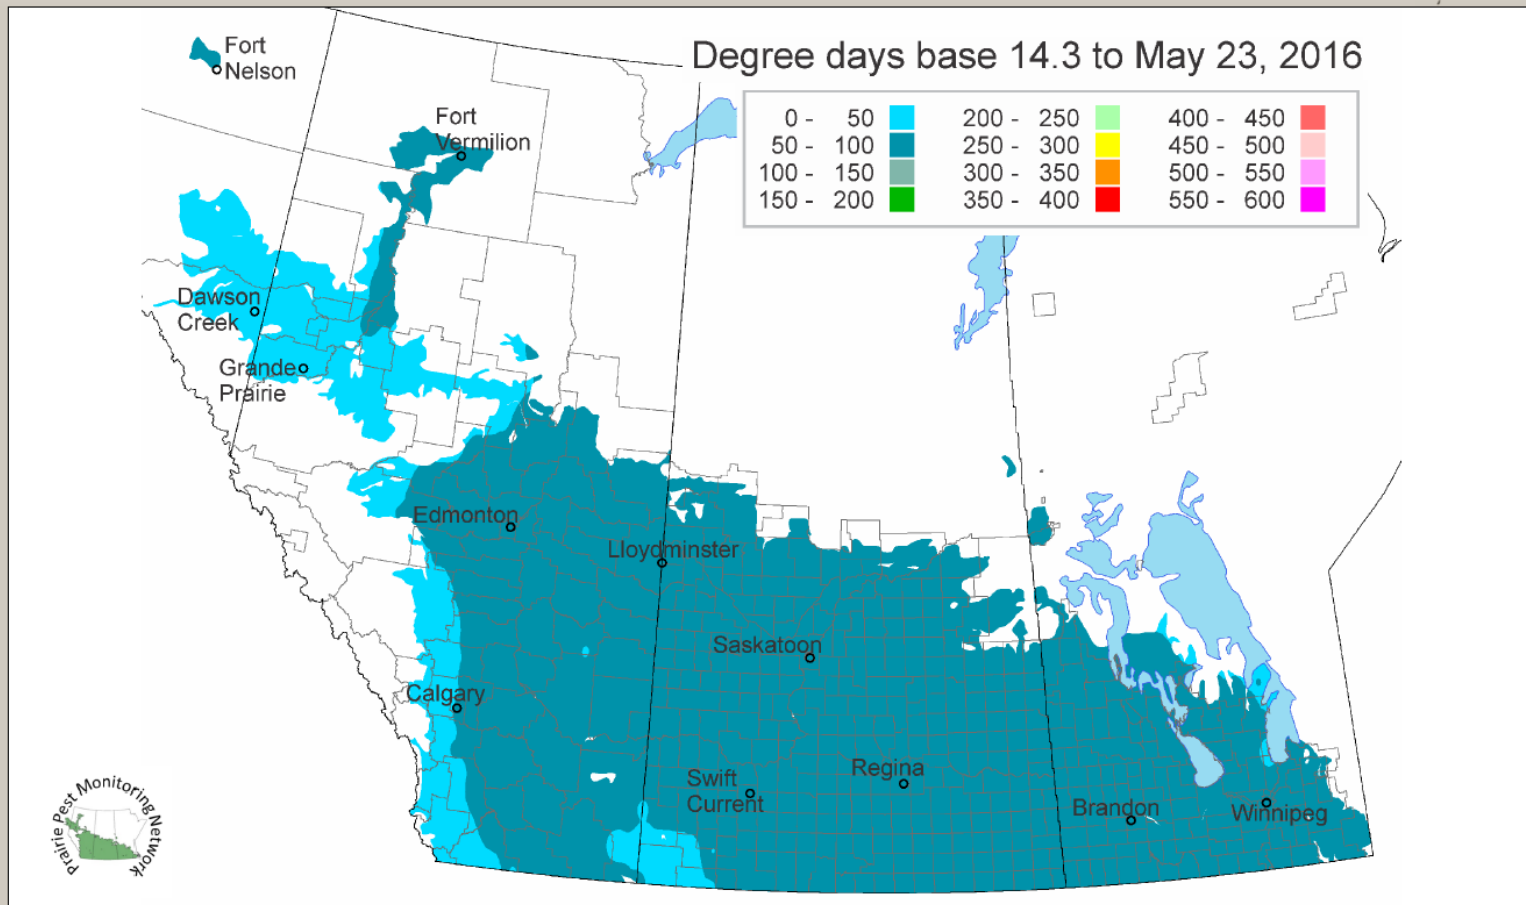 Degree days base 14.3 to May 23, 2016
0 - 50
200 - 250
400 - 450
50 - 100
250 - 300
450 - 500
100 - 150
300 - 350
500 - 550
150 - 200
350 - 400
550 - 600
Fort
Nelson
Fort
Vermilion
Dawson
Creek
Grande
Prairie
Edmonton
Lloydminster
Saskatoon
Calgary
Swift
Current
Regina
Brandon
Winnipeg
Prairie Pest Monitoring Network